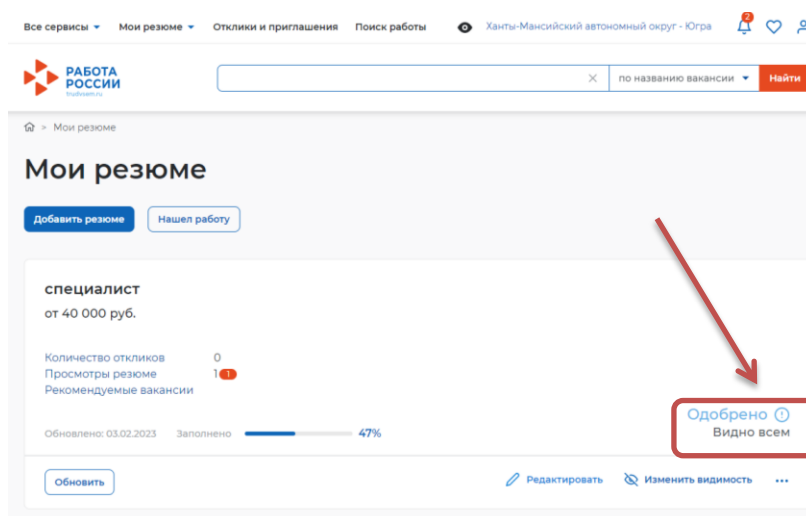 Все сервисы Мои резюме Отклики и приглашения Поиск работы Ханты-Мансийский автономный округ - Югра 2
РАБОТА
РОССИИ
trudvsem.ru
по названию вакансии Найти
> Мои резюме
Мои резюме
Добавить резюме Нашел работу
специалист
от 40 000 руб.
Количество откликов 0
Просмотры резюме 1 1
Рекомендуемые вакансии
Одобрено
Видно всем
Обновлено: 03.02.2023 Заполнено 47%
Обновить Редактировать Изменить видимость ...